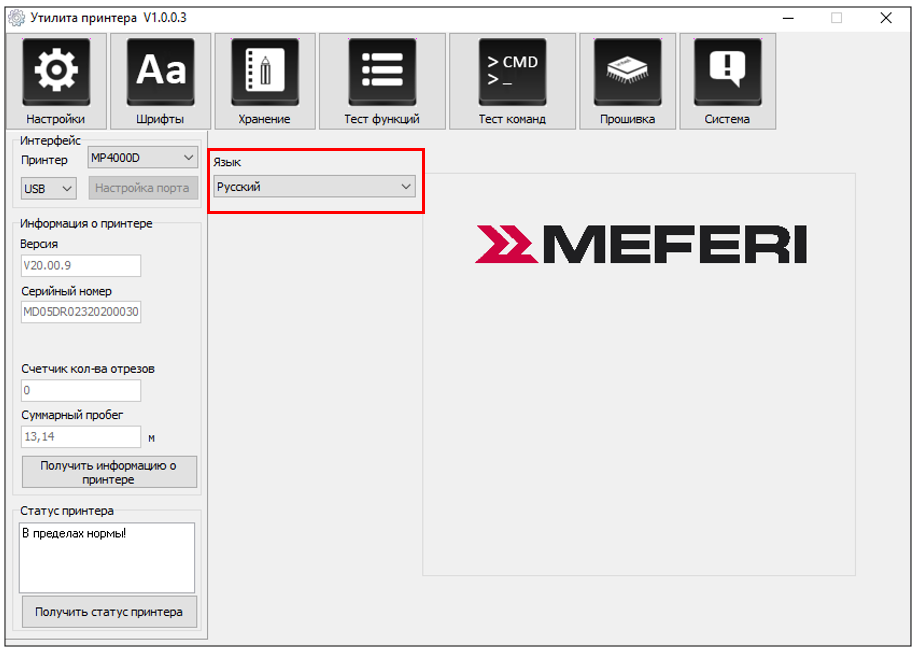 Утилита принтера V1.0.0.3
Aa
> CMD
> _
Настройки
Шрифты
Хранение
Тест функций
Тест команд
Прошивка
Система
Интерфейс
Принтер
MP4000D
USB
Настройка порта
Язык
Русский
Информация о принтере
Версия
V20.00.9
Серийный номер
MD05DR02320200030
Счетчик кол-ва отрезов
0
Суммарный пробег
13,14
м
Получить информацию о
принтере
Статус принтера
В пределах нормы!
Получить статус принтера
MEFERI